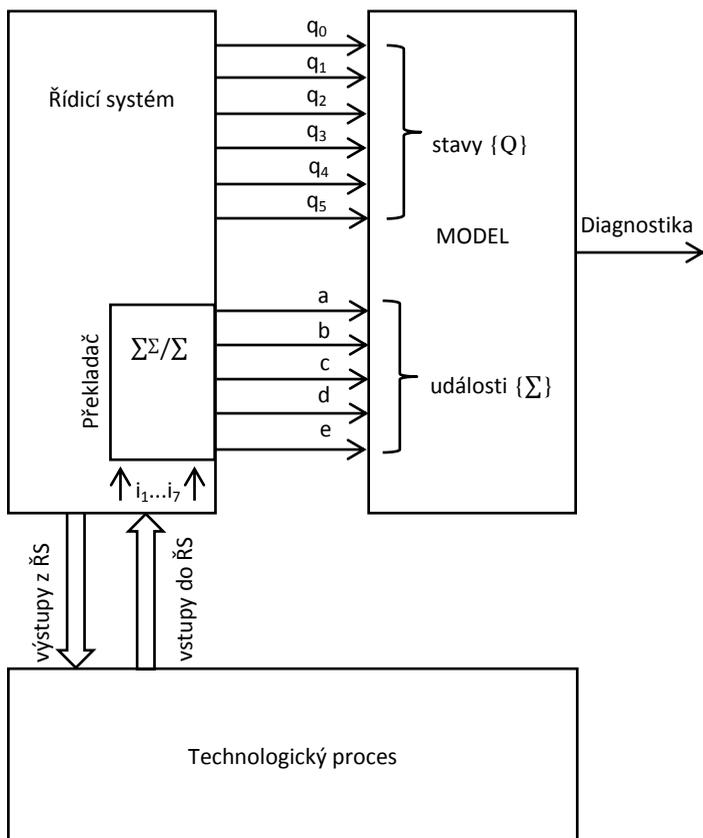 Řídicí systém
q₀
q₁
q₂
q₃
q₄
q₅
stavy {Q}
MODEL
Diagnostika
Překladač
∑^Σ/∑
i₁...i₇
a
b
c
d
e
události {∑}
výstupy z ŘS
vstupy do ŘS
Technologický proces